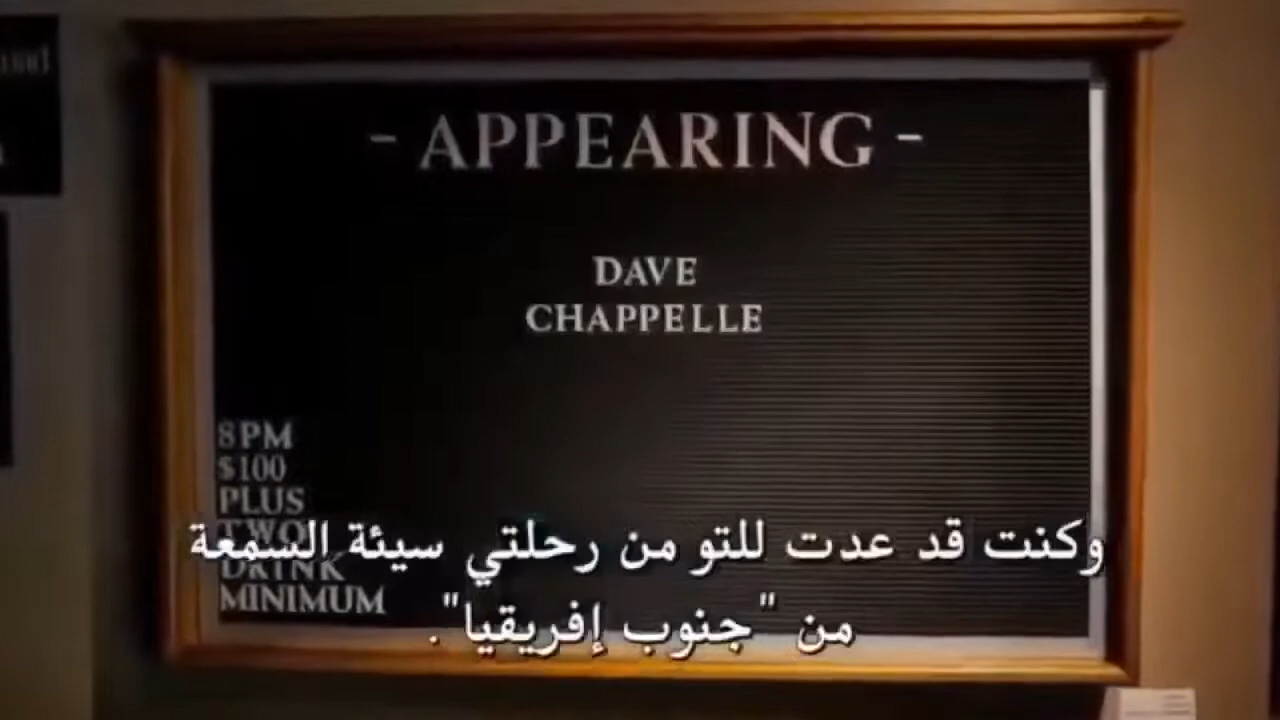 - APPEARING -
DAVE
CHAPPELLE
8PM
$100
PLUS
TWO
DRINK
MINIMUM
وكنت قد عدت للتو من رحلتي سيئة السمعة
من "جنوب إفريقيا".